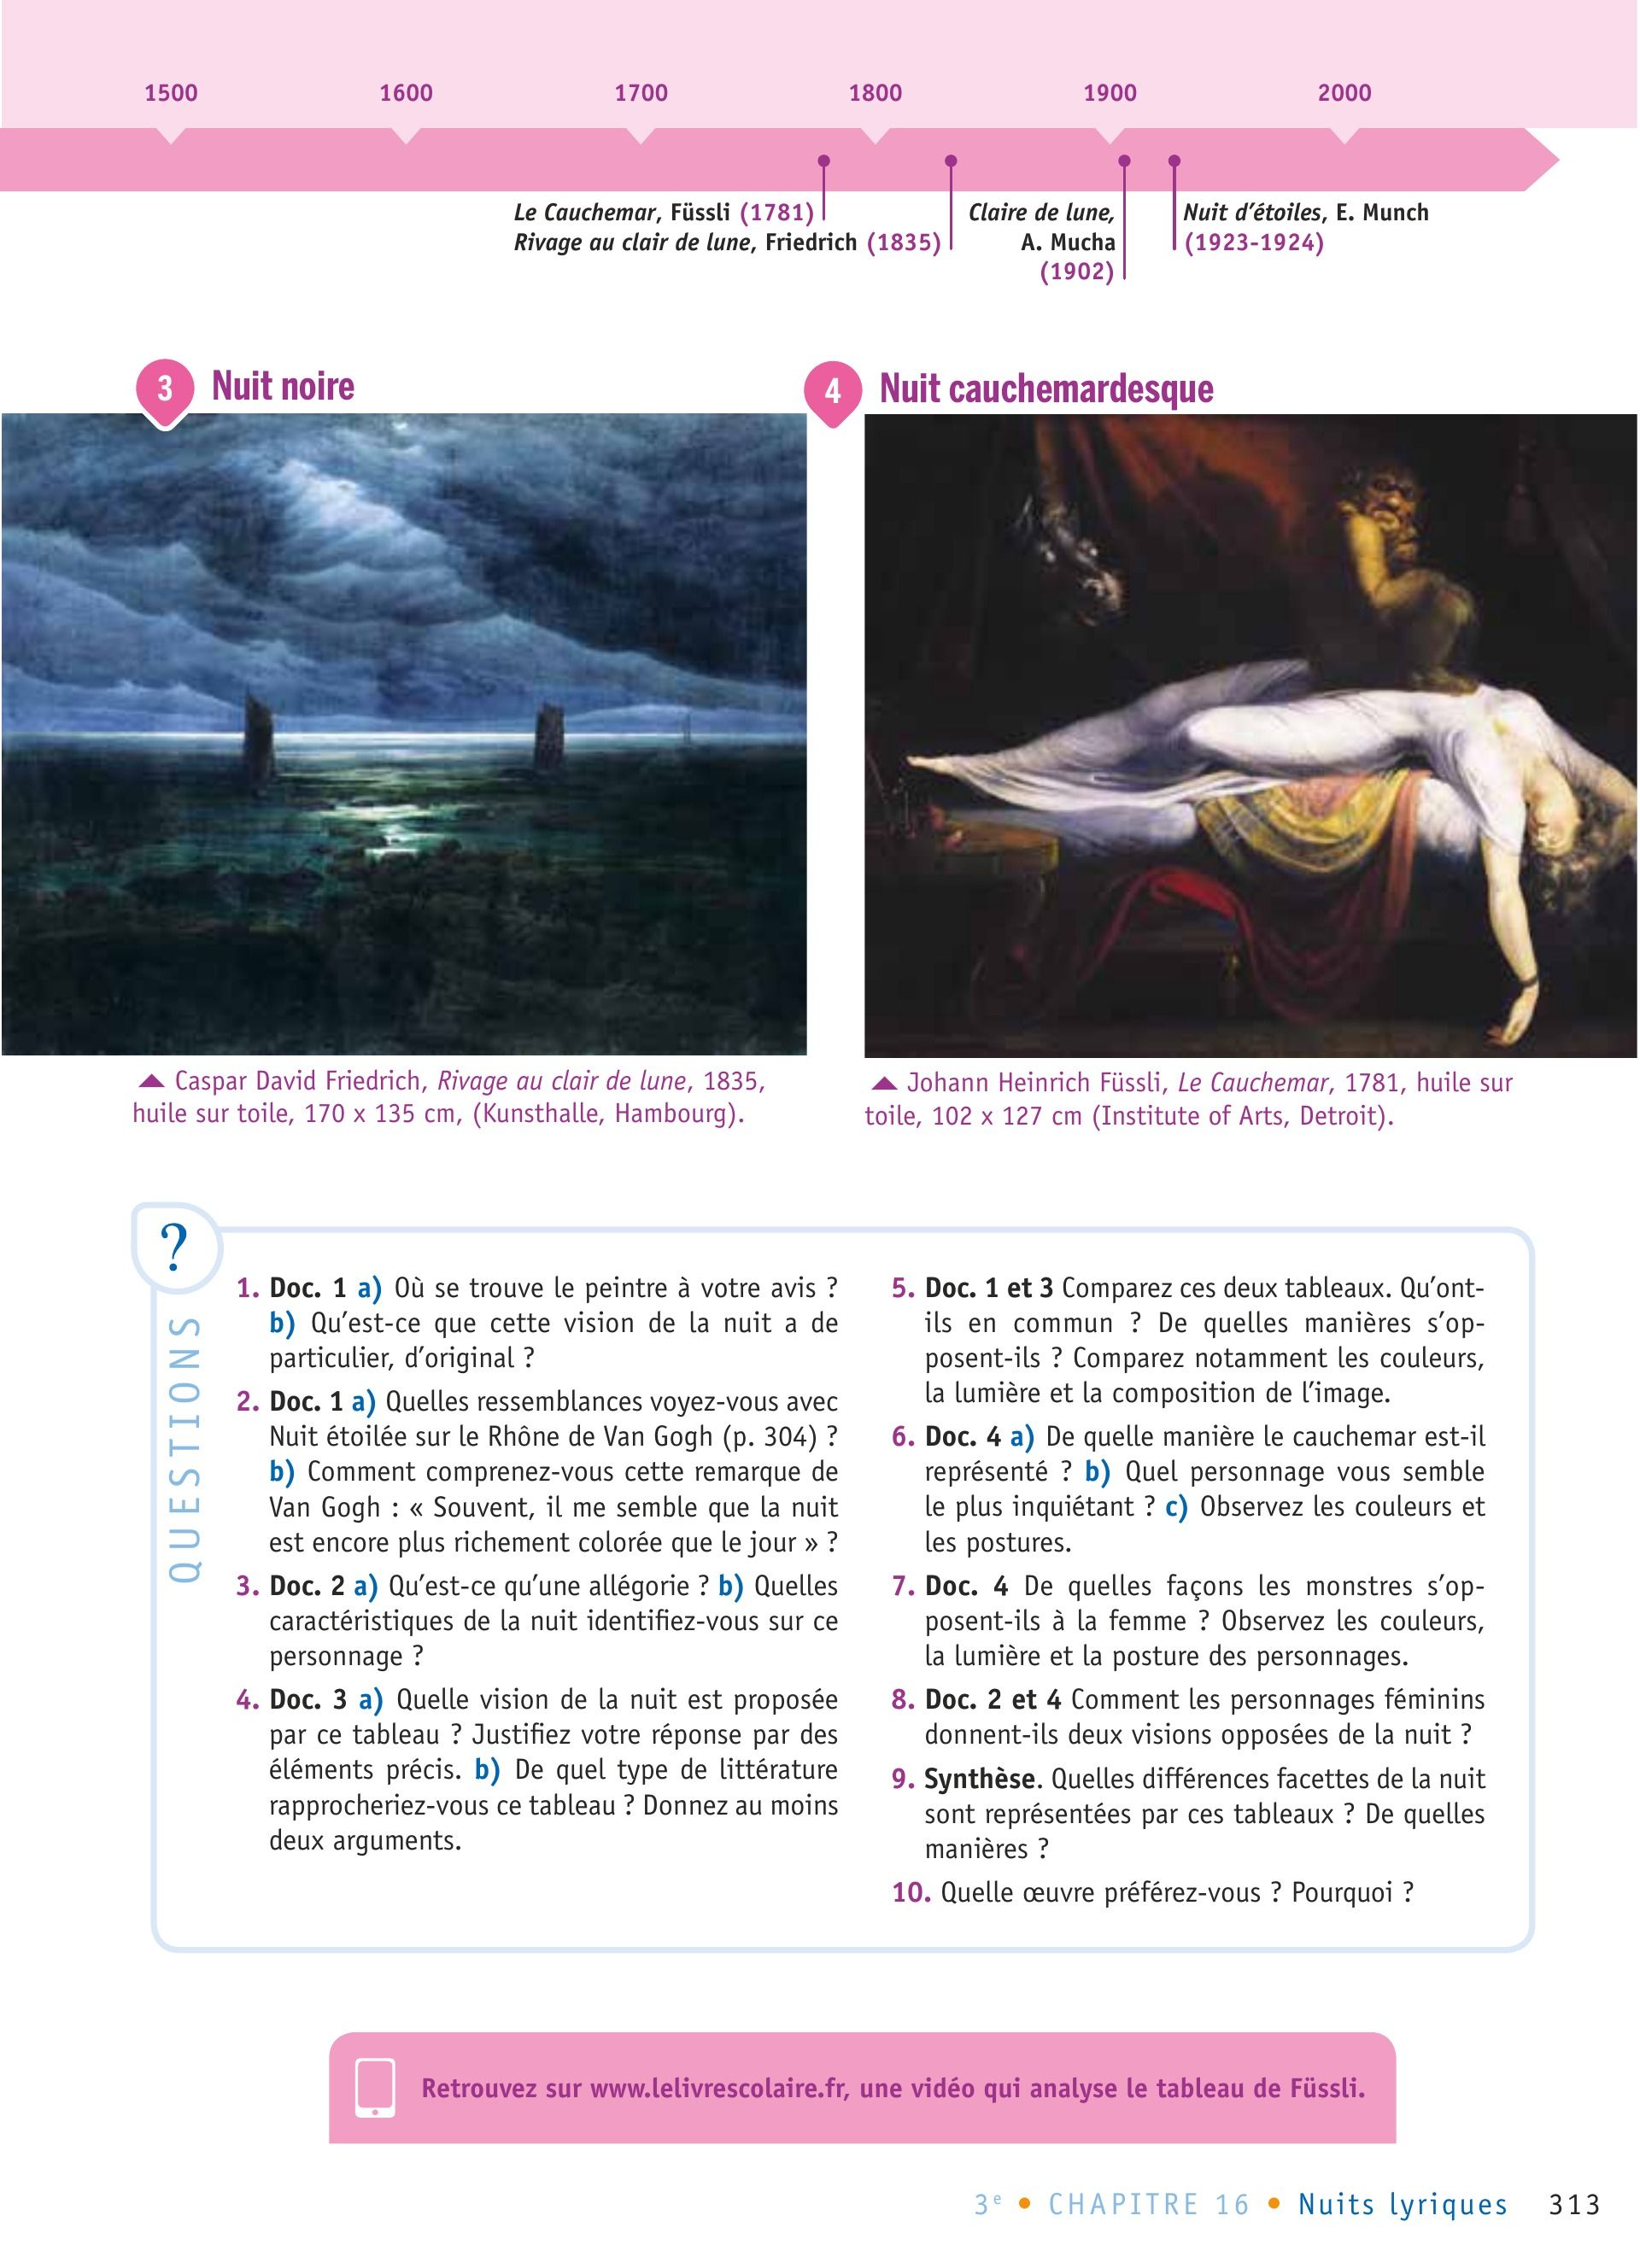 1500 1600 1700 1800 1900 2000
Le Cauchemar, Füssli (1781)
Rivage au clair de lune, Friedrich (1835)
Claire de lune,
A. Mucha
(1902)
Nuit d’étoiles, E. Munch
(1923-1924)
3 Nuit noire
4 Nuit cauchemardesque
Caspar David Friedrich, Rivage au clair de lune, 1835,
huile sur toile, 170 x 135 cm, (Kunsthalle, Hambourg).
Johann Heinrich Füssli, Le Cauchemar, 1781, huile sur
toile, 102 x 127 cm (Institute of Arts, Detroit).
?
QUESTIONS
1. Doc. 1 a) Où se trouve le peintre à votre avis ?
b) Qu’est-ce que cette vision de la nuit a de
particulier, d’original ?
2. Doc. 1 a) Quelles ressemblances voyez-vous avec
Nuit étoilée sur le Rhône de Van Gogh (p. 304) ?
b) Comment comprenez-vous cette remarque de
Van Gogh : « Souvent, il me semble que la nuit
est encore plus richement colorée que le jour » ?
3. Doc. 2 a) Qu’est-ce qu’une allégorie ? b) Quelles
caractéristiques de la nuit identifiez-vous sur ce
personnage ?
4. Doc. 3 a) Quelle vision de la nuit est proposée
par ce tableau ? Justifiez votre réponse par des
éléments précis. b) De quel type de littérature
rapprocheriez-vous ce tableau ? Donnez au moins
deux arguments.
5. Doc. 1 et 3 Comparez ces deux tableaux. Qu’ont-
ils en commun ? De quelles manières s’op-
posent-ils ? Comparez notamment les couleurs,
la lumière et la composition de l’image.
6. Doc. 4 a) De quelle manière le cauchemar est-il
représenté ? b) Quel personnage vous semble
le plus inquiétant ? c) Observez les couleurs et
les postures.
7. Doc. 4 De quelles façons les monstres s’op-
posent-ils à la femme ? Observez les couleurs,
la lumière et la posture des personnages.
8. Doc. 2 et 4 Comment les personnages féminins
donnent-ils deux visions opposées de la nuit ?
9. Synthèse. Quelles différences facettes de la nuit
sont représentées par ces tableaux ? De quelles
manières ?
10. Quelle œuvre préférez-vous ? Pourquoi ?
Retrouvez sur www.lelivrescolaire.fr, une vidéo qui analyse le tableau de Füssli.
3e • CHAPITRE 16 • Nuits lyriques 313